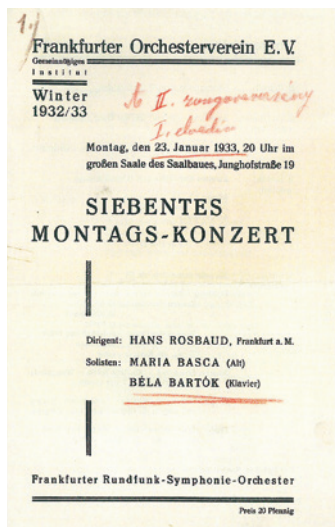 1.)
Frankfurter Orchesterverein E.V.
Gemeinnütziges
Institut
Winter
1932/33
A II. zongoraverseny
I. előadás
Montag, den 23. Januar 1933, 20 Uhr im
großen Saale des Saalbaues, Junghofstraße 19
SIEBENTES
MONTAGS-KONZERT
Dirigent: HANS ROSBAUD, Frankfurt a. M.
Solisten: MARIA BASCA (Alt)
BÉLA BARTÓK (Klavier)
Frankfurter Rundfunk-Symphonie-Orchester
Preis 20 Pfennig